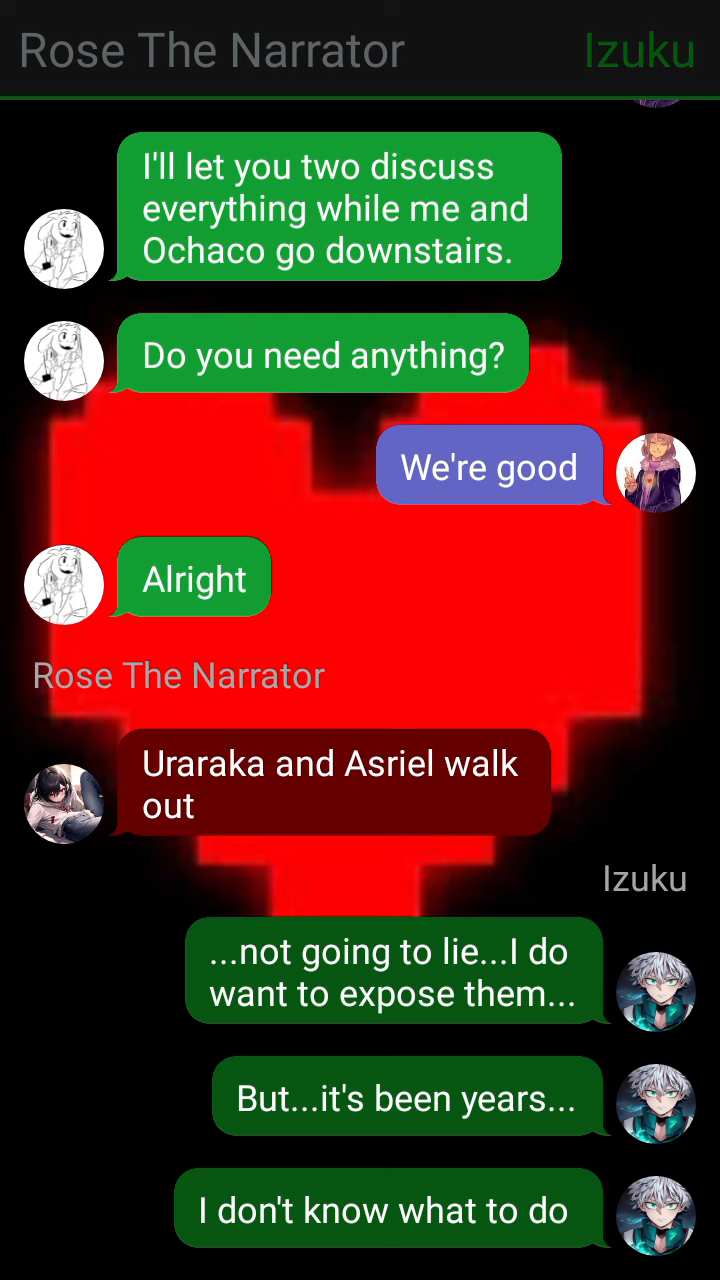 Rose The Narrator
Izuku
I'll let you two discuss
everything while me and
Ochaco go downstairs.
Do you need anything?
We're good
Alright
Rose The Narrator
Uraraka and Asriel walk
out
Izuku
...not going to lie...I do
want to expose them...
But...it's been years...
I don't know what to do